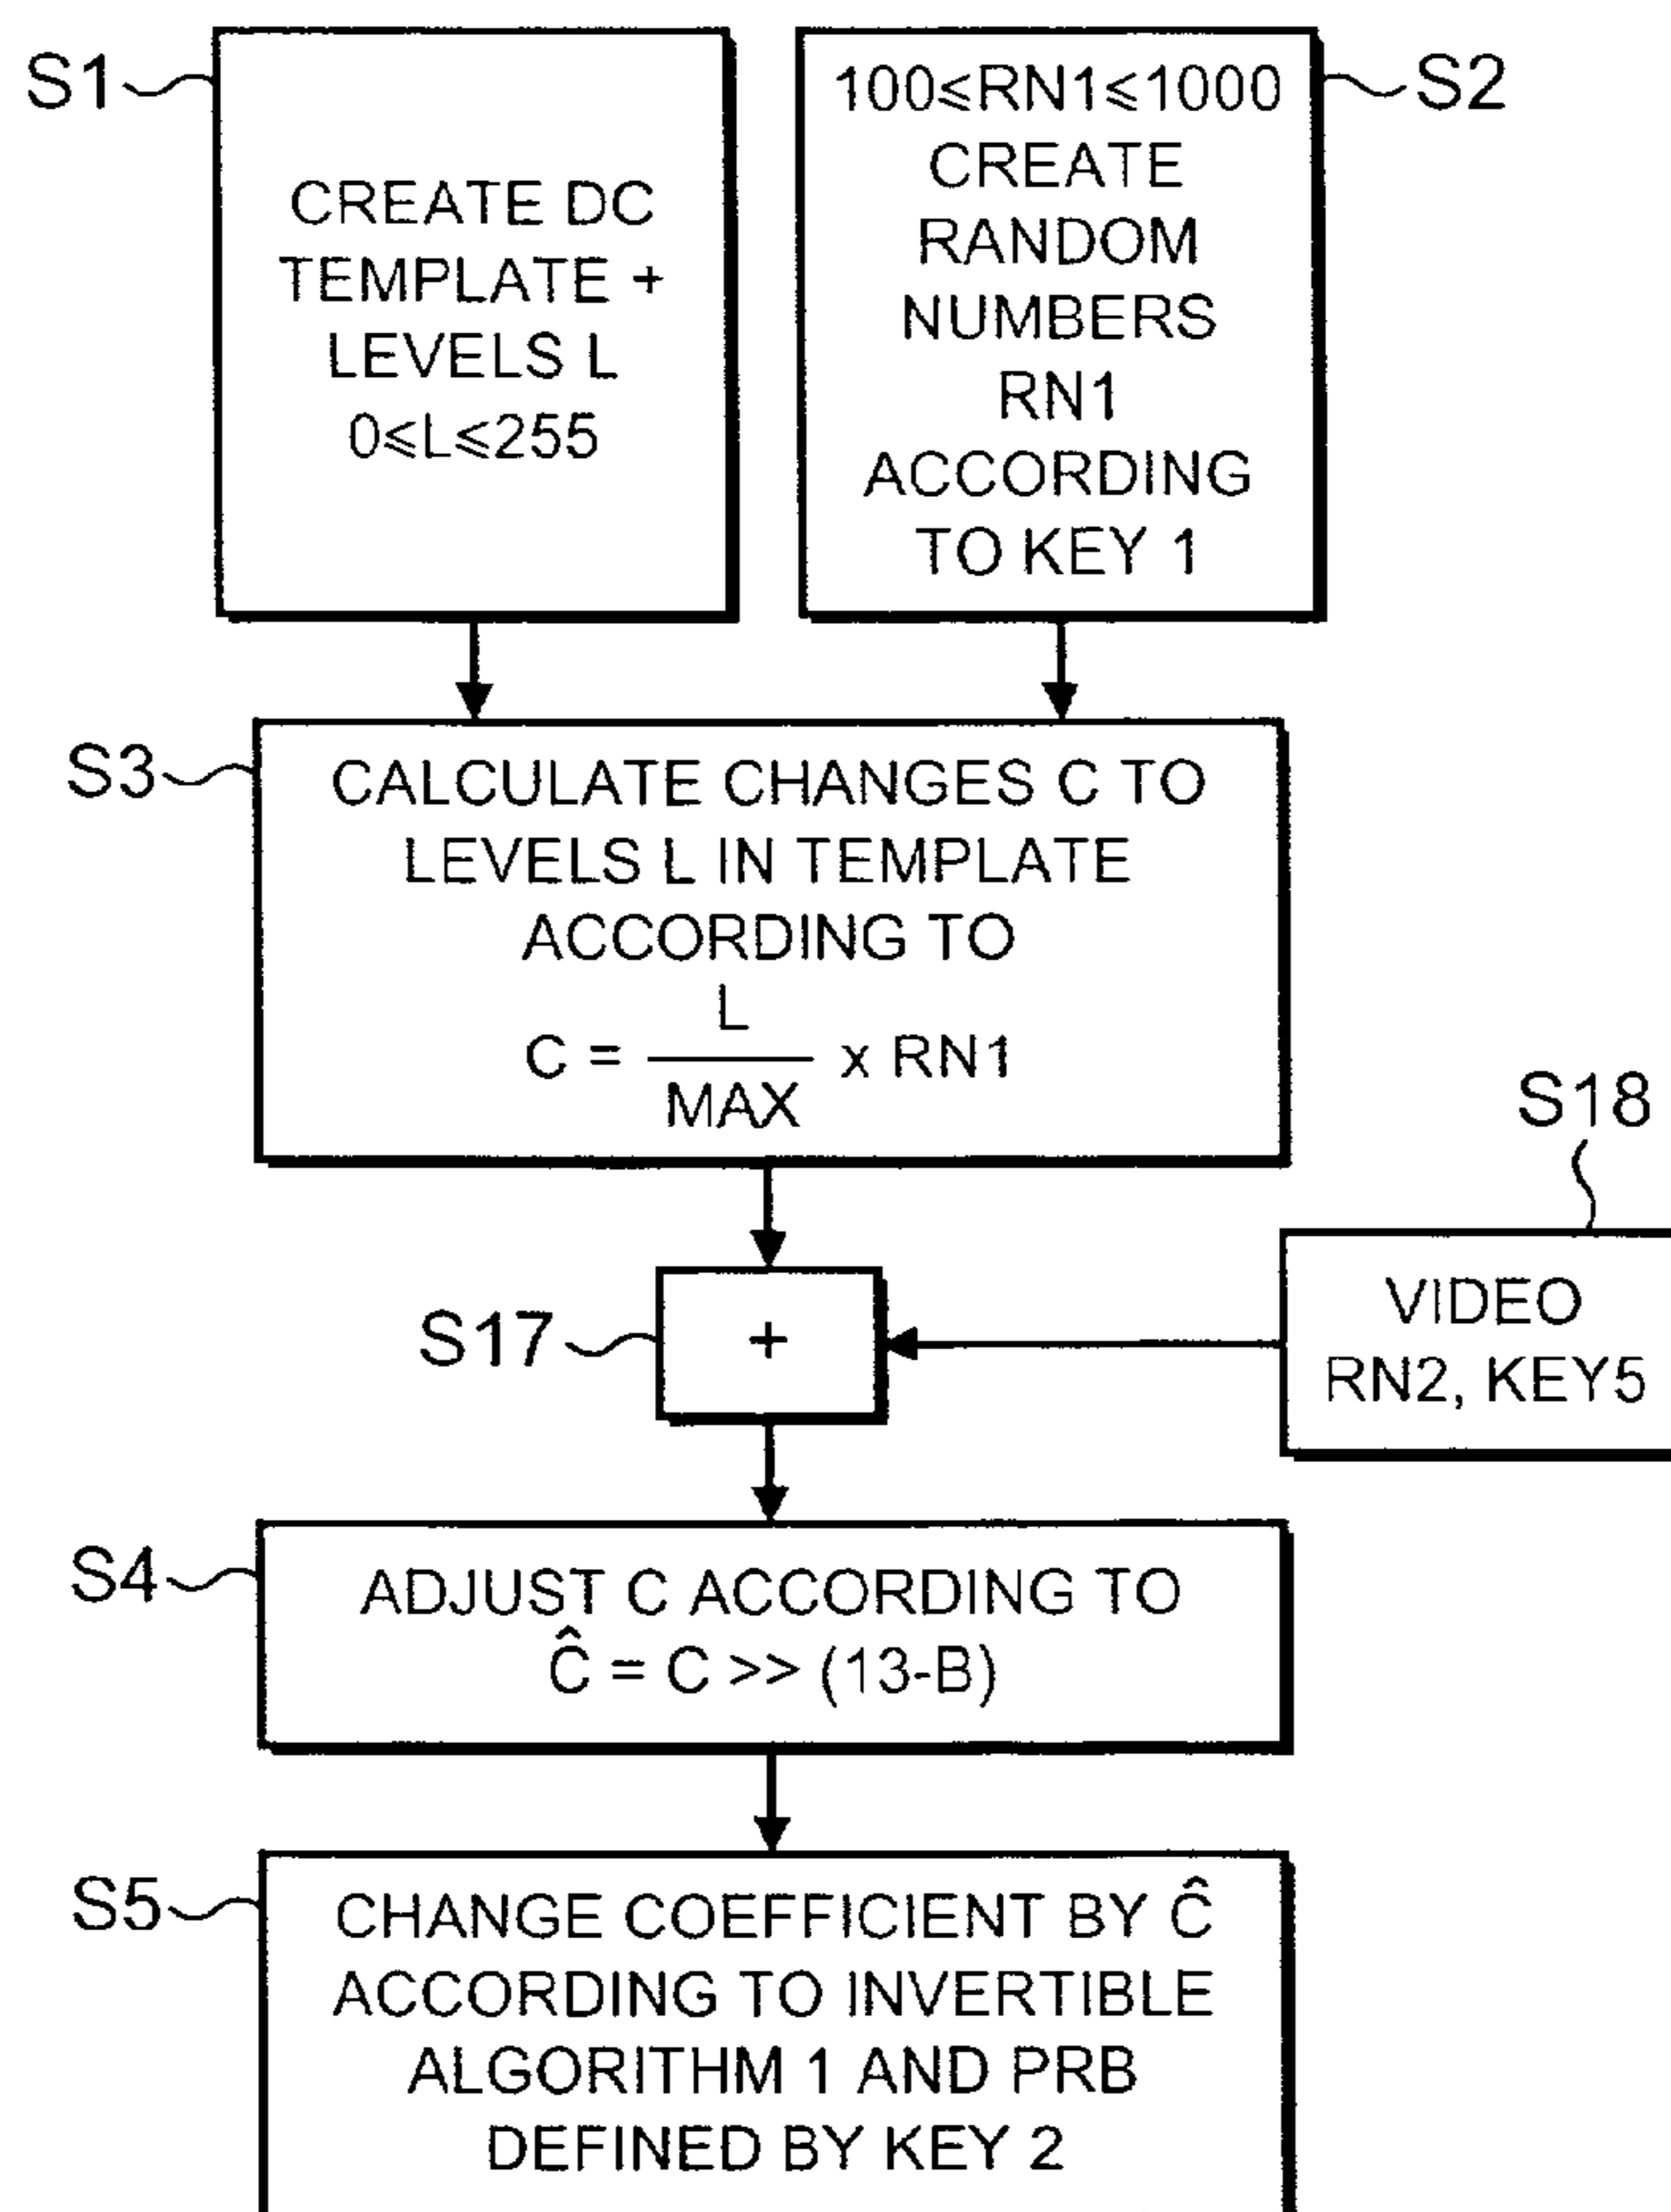 S1
CREATE DC
TEMPLATE +
LEVELS L
0⩽L⩽255
S2
100⩽RN1⩽1000
CREATE
RANDOM
NUMBERS
RN1
ACCORDING
TO KEY 1
S3
CALCULATE CHANGES C TO
LEVELS L IN TEMPLATE
ACCORDING TO
L
C = ── x RN1
MAX
S18
VIDEO
RN2, KEY5
S17
+
S4
ADJUST C ACCORDING TO
Ĉ = C >> (13-B)
S5
CHANGE COEFFICIENT BY Ĉ
ACCORDING TO INVERTIBLE
ALGORITHM 1 AND PRB
DEFINED BY KEY 2